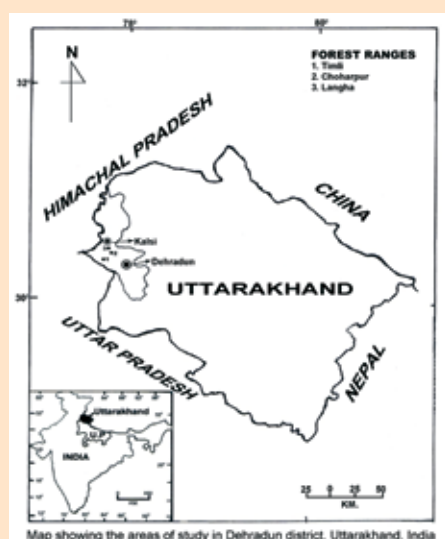 78°
80°
N
32°
FOREST RANGES
1. Timli
2. Choharpur
3. Langha
HIMACHAL PRADESH
CHINA
Kalsi
Dehradun
UTTARAKHAND
30°
UTTAR PRADESH
NEPAL
Uttarakhand
U.P.
INDIA
25 0 25 50
KM.
Map showing the areas of study in Dehradun district, Uttarakhand, India